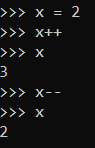 >>> x = 2
>>> x++
>>> x
3
>>> x--
>>> x
2